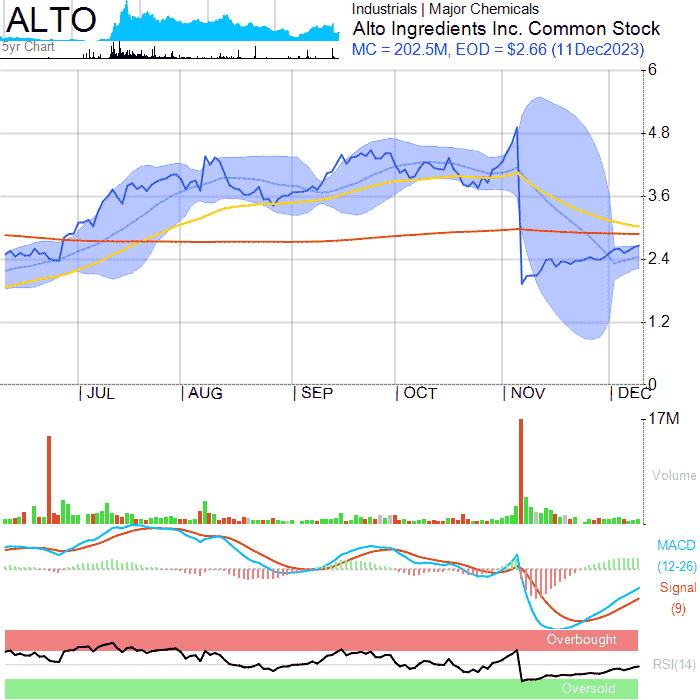 ALTO
5yr Chart
Industrials | Major Chemicals
Alto Ingredients Inc. Common Stock
MC = 202.5M, EOD = $2.66 (11Dec2023)
6
4.8
3.6
2.4
1.2
0
JUL
AUG
SEP
OCT
NOV
DEC
17M
Volume
MACD
(12-26)
Signal
(9)
Overbought
RSI(14)
Oversold